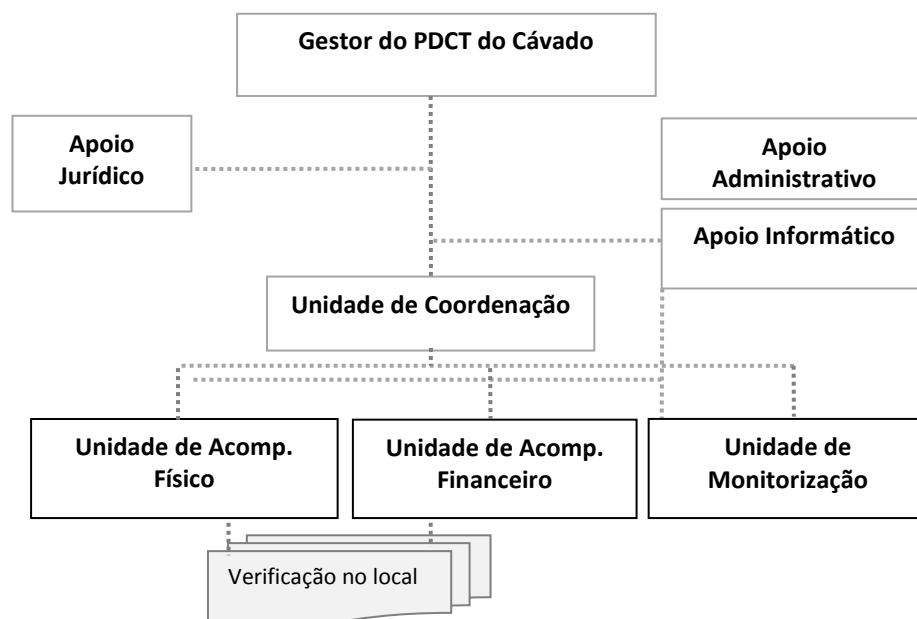 Gestor do PDCT do Cávado
Apoio
Jurídico
Apoio
Administrativo
Apoio Informático
Unidade de Coordenação
Unidade de Acomp.
Físico
Unidade de Acomp.
Financeiro
Unidade de
Monitorização
Verificação no local